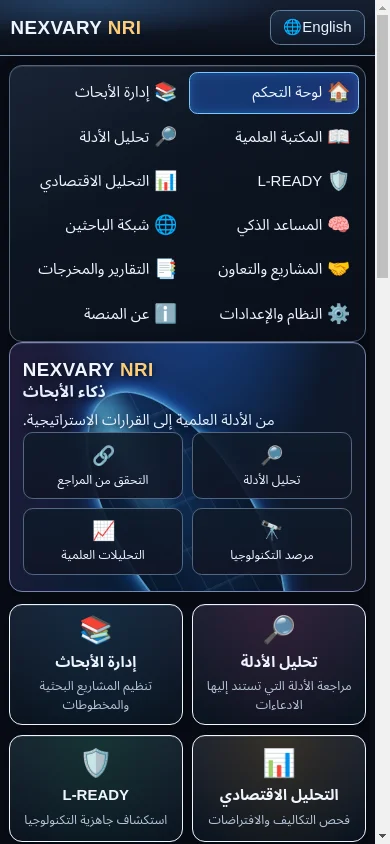 NEXVARY NRI
English
لوحة التحكم
إدارة الأبحاث
المكتبة العلمية
تحليل الأدلة
L-READY
التحليل الاقتصادي
المساعد الذكي
شبكة الباحثين
المشاريع والتعاون
التقارير والمخرجات
النظام والإعدادات
عن المنصة
NEXVARY NRI
ذكاء الأبحاث
من الأدلة العلمية إلى القرارات الاستراتيجية.
تحليل الأدلة
التحقق من المراجع
مرصد التكنولوجيا
التحليلات العلمية
تحليل الأدلة
مراجعة الأدلة التي تستند إليها
الادعاءات
إدارة الأبحاث
تنظيم المشاريع البحثية
والمخطوطات
التحليل الاقتصادي
فحص التكاليف والافتراضات
L-READY
استكشاف جاهزية التكنولوجيا